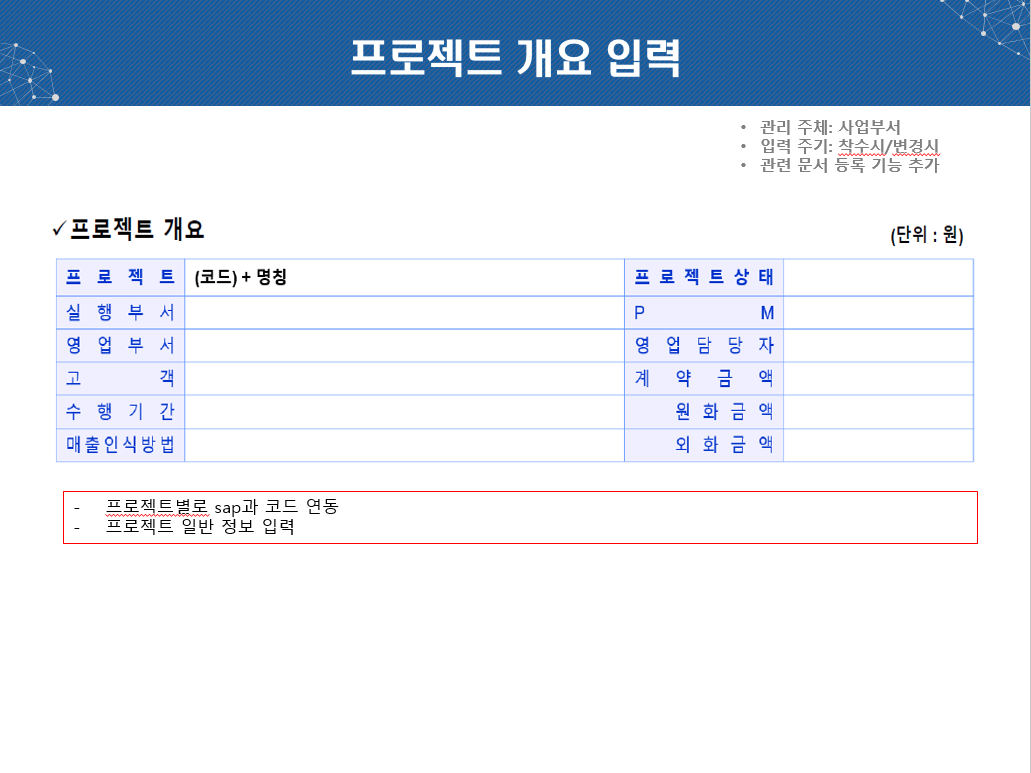 프로젝트 개요 입력
• 관리 주체: 사업부서
• 입력 주기: 착수시/변경시
• 관련 문서 등록 기능 추가
✓프로젝트 개요
(단위 : 원)
프로젝트 (코드) + 명칭 프로젝트상태
실행부서 PM
영업부서 영업담당자
고객 계약금액
수행기간 원화금액
매출인식방법 외화금액
- 프로젝트별로 sap과 코드 연동
- 프로젝트 일반 정보 입력